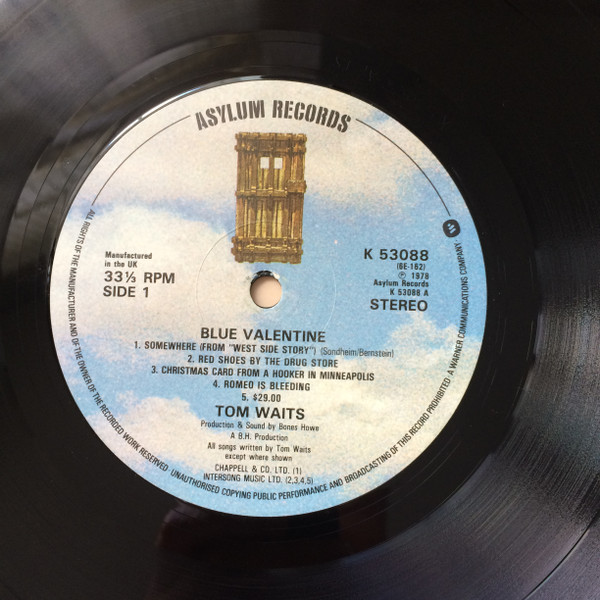 ASYLUM RECORDS
Manufactured
in the UK
33⅓ RPM
SIDE 1
K 53088
(6E-162)
℗ 1978
Asylum Records
K 53088 A
STEREO
BLUE VALENTINE
1. SOMEWHERE (FROM "WEST SIDE STORY") (Sondheim/Bernstein)
2. RED SHOES BY THE DRUG STORE
3. CHRISTMAS CARD FROM A HOOKER IN MINNEAPOLIS
4. ROMEO IS BLEEDING
5. $29.00
TOM WAITS
Production & Sound by Bones Howe
A B.H. Production
All songs written by Tom Waits
except where shown
CHAPPELL & CO. LTD. (1)
INTERSONG MUSIC LTD. (2,3,4,5)
ALL RIGHTS OF THE MANUFACTURER AND OF THE OWNER OF THE RECORDED WORK RESERVED · UNAUTHORISED COPYING PUBLIC PERFORMANCE AND BROADCASTING OF THIS RECORD PROHIBITED · A WARNER COMMUNICATIONS COMPANY ·